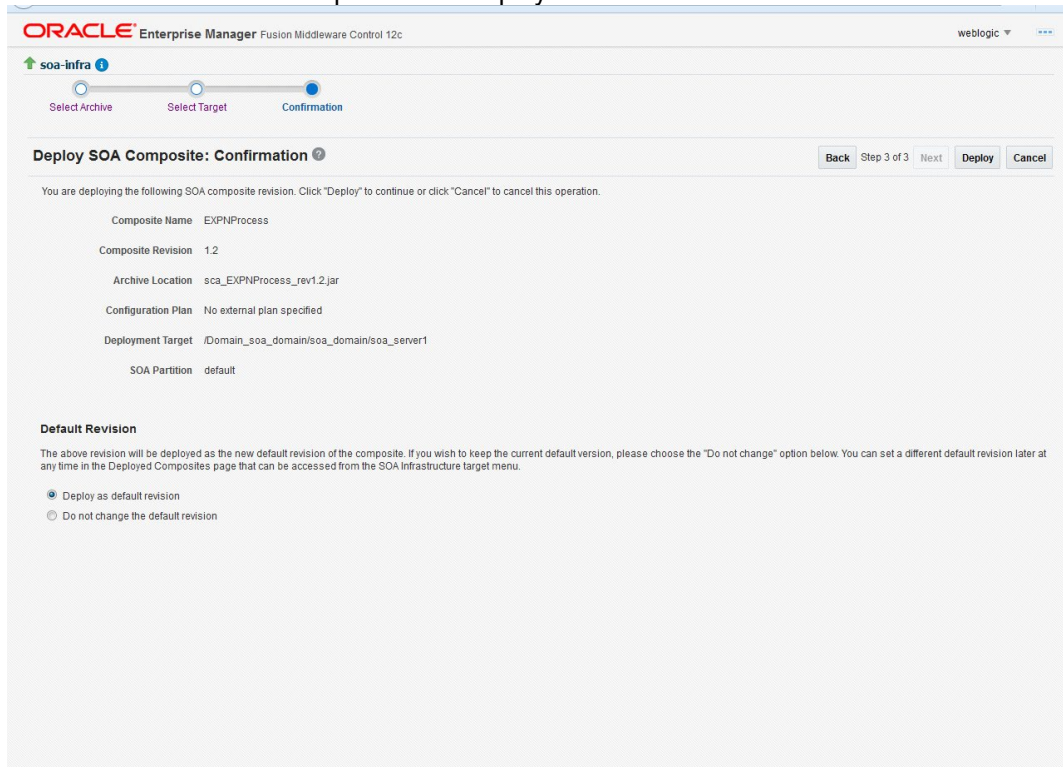 ORACLE Enterprise Manager Fusion Middleware Control 12c
weblogic
soa-infra
Select Archive Select Target Confirmation
Deploy SOA Composite: Confirmation
Back Step 3 of 3 Next Deploy Cancel
You are deploying the following SOA composite revision. Click "Deploy" to continue or click "Cancel" to cancel this operation.
Composite Name EXPNProcess
Composite Revision 1.2
Archive Location sca_EXPNProcess_rev1.2.jar
Configuration Plan No external plan specified
Deployment Target /Domain_soa_domain/soa_domain/soa_server1
SOA Partition default
Default Revision
The above revision will be deployed as the new default revision of the composite. If you wish to keep the current default version, please choose the "Do not change" option below. You can set a different default revision later at
any time in the Deployed Composites page that can be accessed from the SOA Infrastructure target menu.
Deploy as default revision
Do not change the default revision